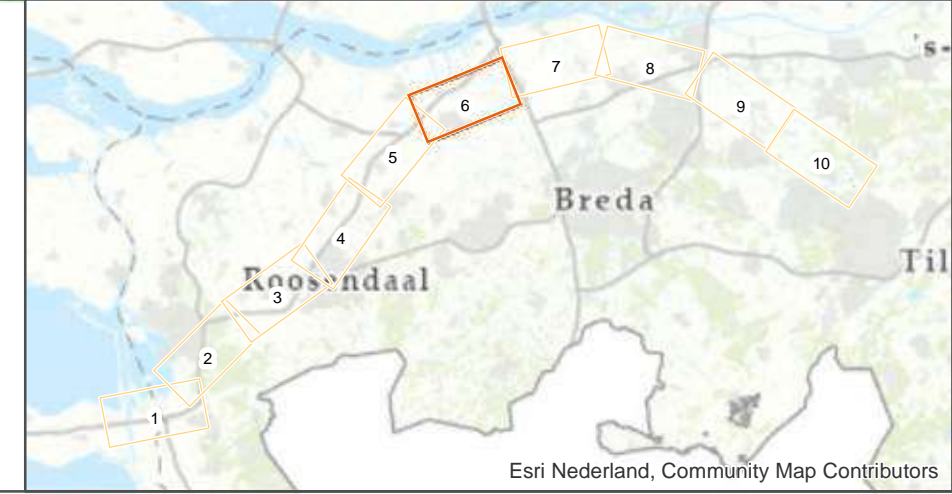 's-
7
8
6
9
5
10
Breda
4
Til
Roosendaal
3
2
1
Esri Nederland, Community Map Contributors